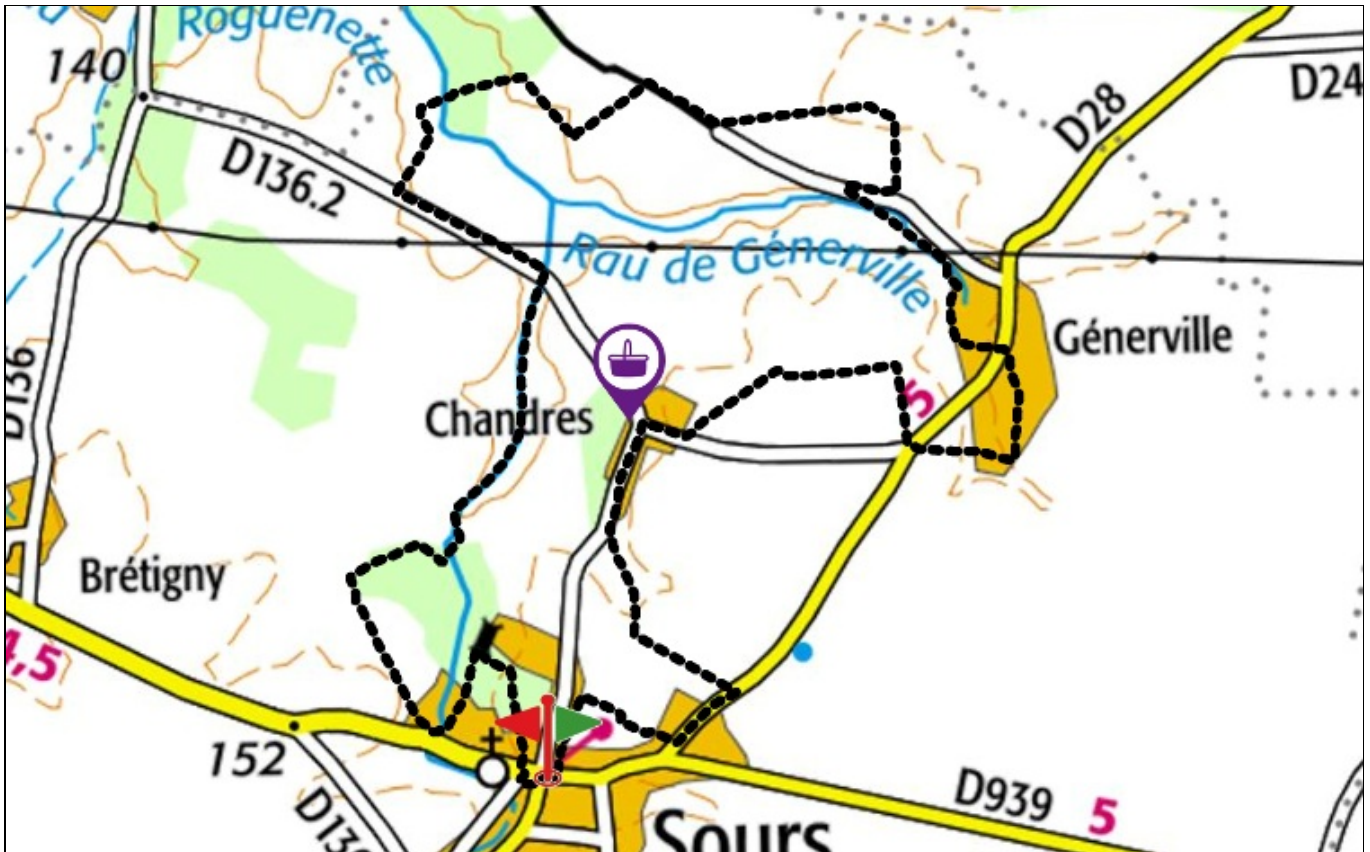 Roguenette
140
D28
D24
D136.2
Rau de Génerville
Génerville
D136
5
Chandres
Brétigny
4,5
152
D939 5
Sours